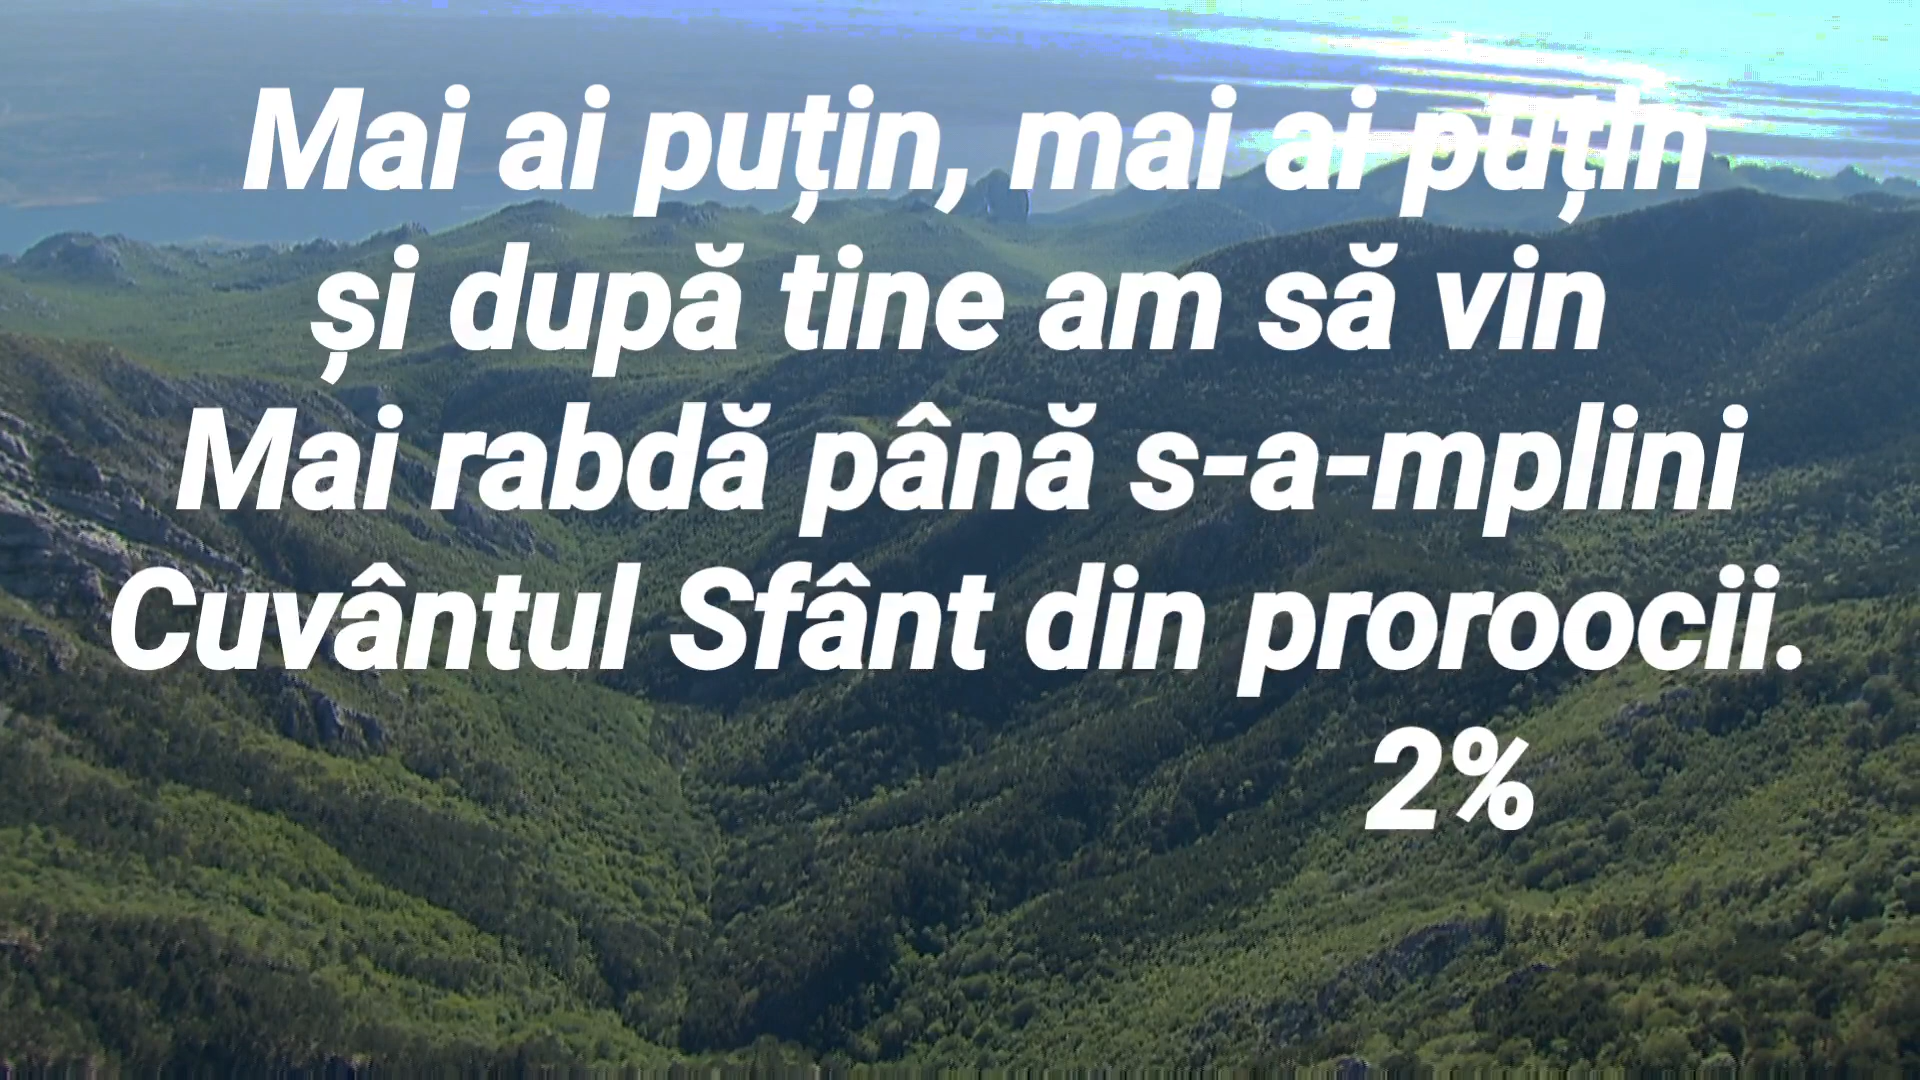 Mai ai puțin, mai ai puțin
și după tine am să vin
Mai rabdă până s-a-mplini
Cuvântul Sfânt din proroocii.
2%